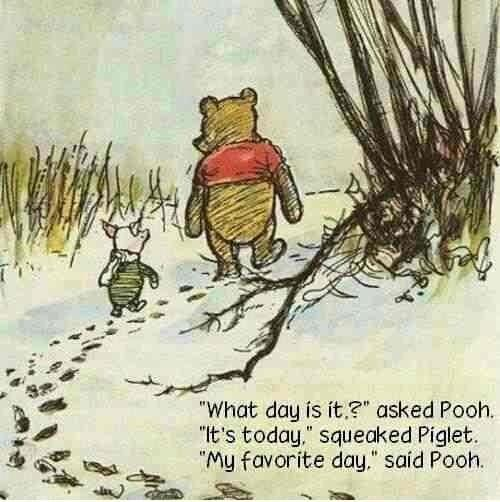 "What day is it,?" asked Pooh.
"It's today," squeaked Piglet.
"My favorite day," said Pooh.